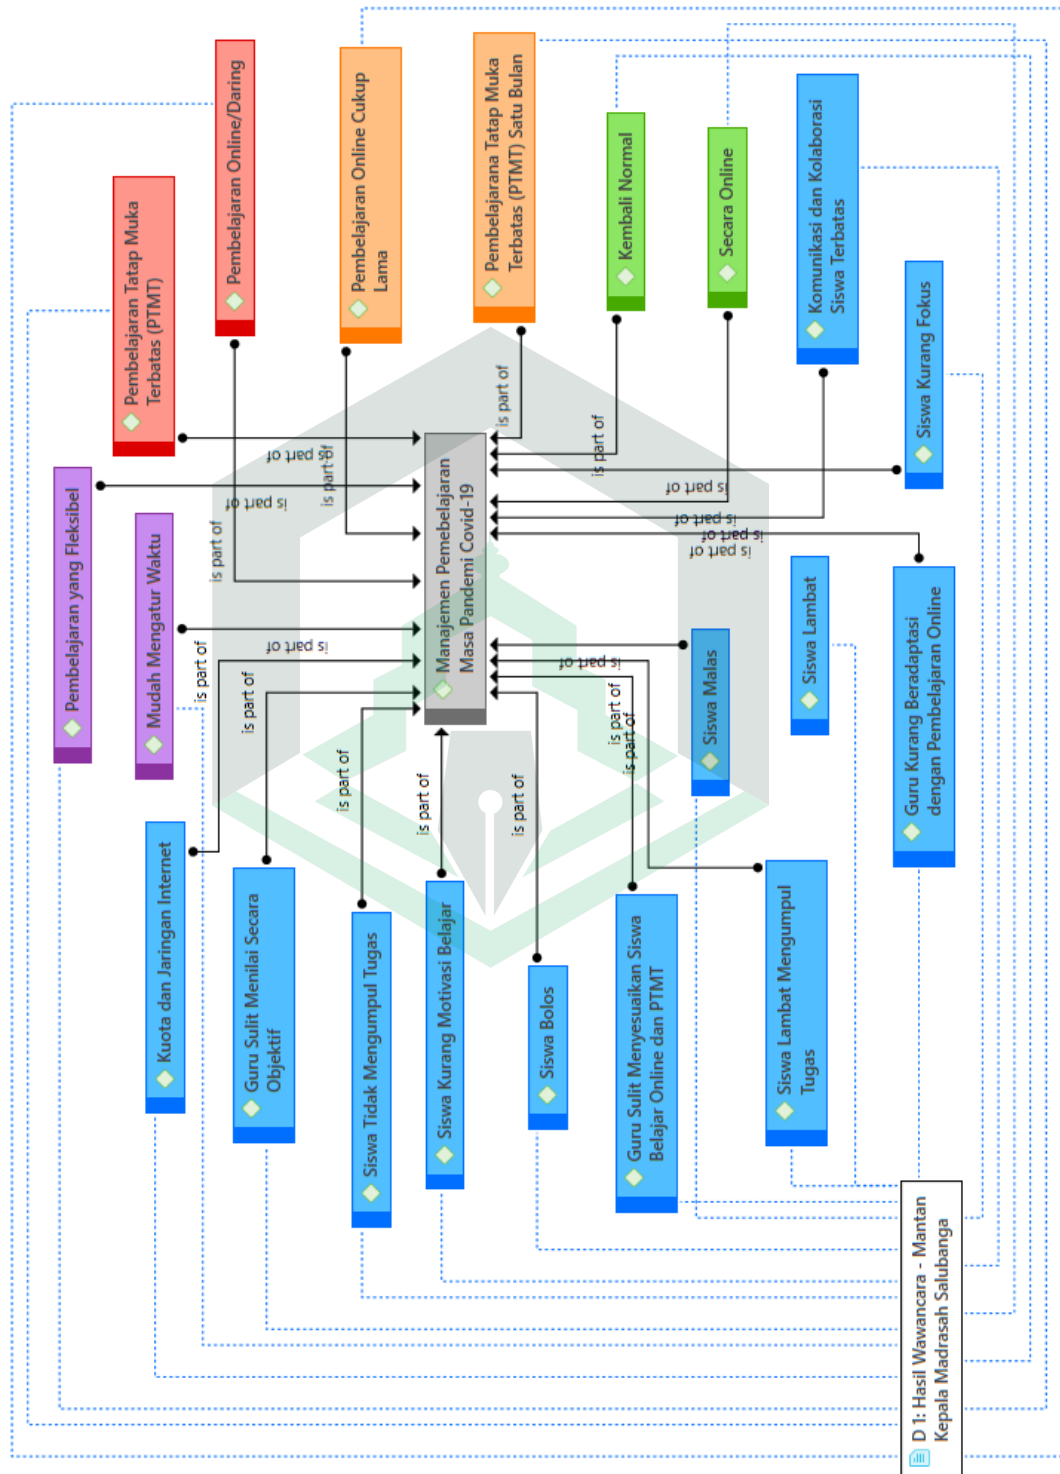 Pembelajaran yang Fleksibel
Pembelajaran Tatap Muka
Terbatas (PTMT)
Mudah Mengatur Waktu
Kuota dan Jaringan Internet
Pembelajaran Online/Daring
is part of
is part of
is part of
Guru Sulit Menilai Secara
Objektif
is part of
is part of
is part of
is part of
Pembelajaran Online Cukup
Lama
Siswa Tidak Mengumpul Tugas
is part of
Siswa Kurang Motivasi Belajar
is part of
Manajemen Pemebelajaran
Masa Pandemi Covid-19
Pembelajarana Tatap Muka
Terbatas (PTMT) Satu Bulan
is part of
is part of
Siswa Bolos
is part of
is part of
Kembali Normal
Guru Sulit Menyesuaikan Siswa
Belajar Online dan PTMT
is part of
is part of
is part of
is part of
is part of
is part of
Siswa Malas
Secara Online
Siswa Lambat Mengumpul
Tugas
Siswa Lambat
Komunikasi dan Kolaborasi
Siswa Terbatas
Guru Kurang Beradaptasi
dengan Pembelajaran Online
Siswa Kurang Fokus
D 1: Hasil Wawancara - Mantan
Kepala Madrasah Salubanga